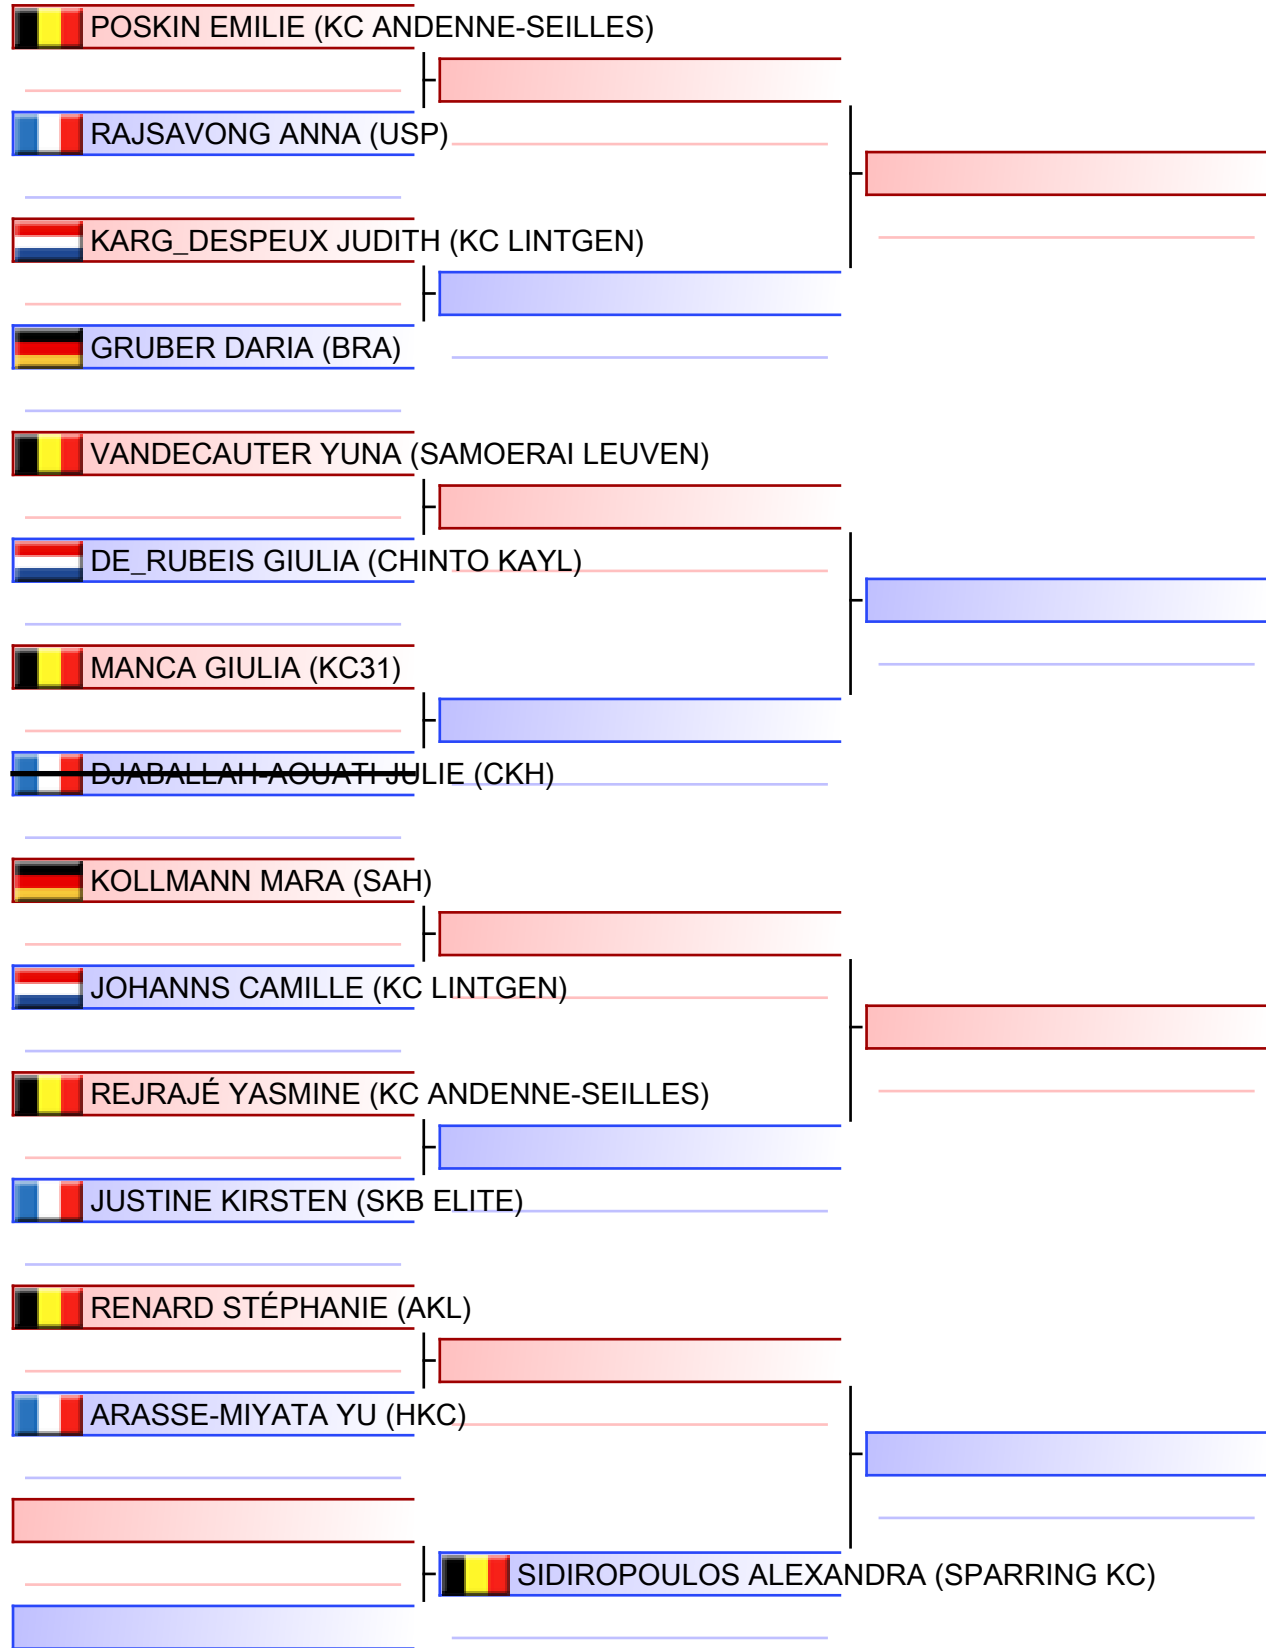 POSKIN EMILIE (KC ANDENNE-SEILLES)
RAJSAVONG ANNA (USP)
KARG_DESPEUX JUDITH (KC LINTGEN)
GRUBER DARIA (BRA)
VANDECAUTER YUNA (SAMOERAI LEUVEN)
DE_RUBEIS GIULIA (CHINTO KAYL)
MANCA GIULIA (KC31)
DJABALLAH-AOUATI JULIE (CKH)
KOLLMANN MARA (SAH)
JOHANNS CAMILLE (KC LINTGEN)
REJRAJÉ YASMINE (KC ANDENNE-SEILLES)
JUSTINE KIRSTEN (SKB ELITE)
RENARD STÉPHANIE (AKL)
ARASSE-MIYATA YU (HKC)
SIDIROPOULOS ALEXANDRA (SPARRING KC)